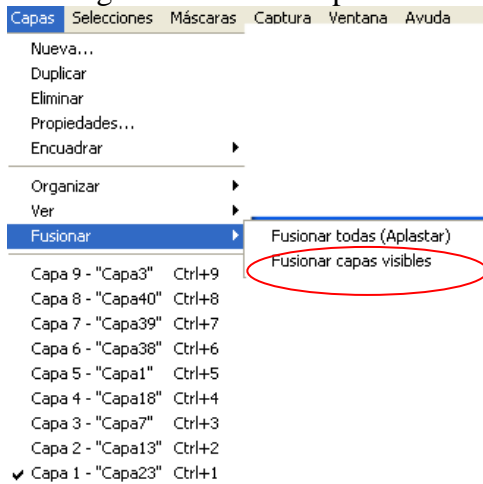 Capas Selecciones Máscaras Captura Ventana Ayuda
Nueva...
Duplicar
Eliminar
Propiedades...
Encuadrar
Organizar
Ver
Fusionar
Fusionar todas (Aplastar)
Fusionar capas visibles
Capa 9 - "Capa3" Ctrl+9
Capa 8 - "Capa40" Ctrl+8
Capa 7 - "Capa39" Ctrl+7
Capa 6 - "Capa38" Ctrl+6
Capa 5 - "Capa1" Ctrl+5
Capa 4 - "Capa18" Ctrl+4
Capa 3 - "Capa7" Ctrl+3
Capa 2 - "Capa13" Ctrl+2
Capa 1 - "Capa23" Ctrl+1